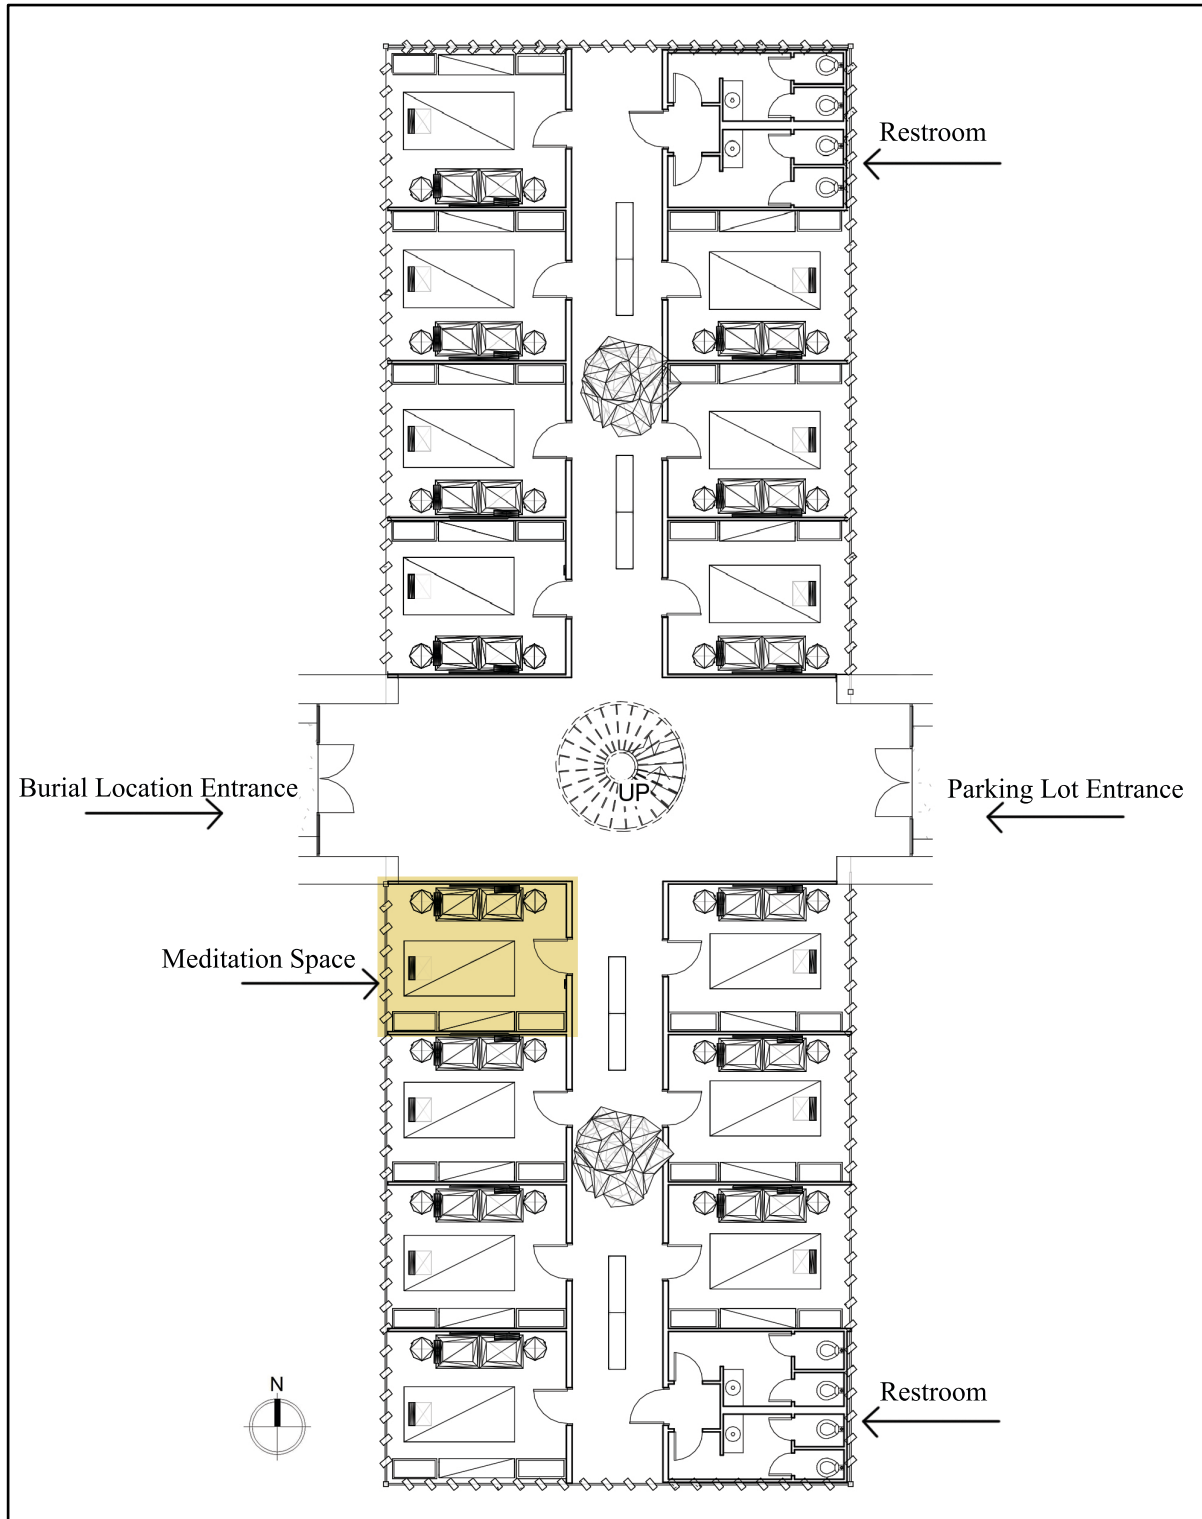 Restroom
UP
Burial Location Entrance
Parking Lot Entrance
Meditation Space
N
Restroom